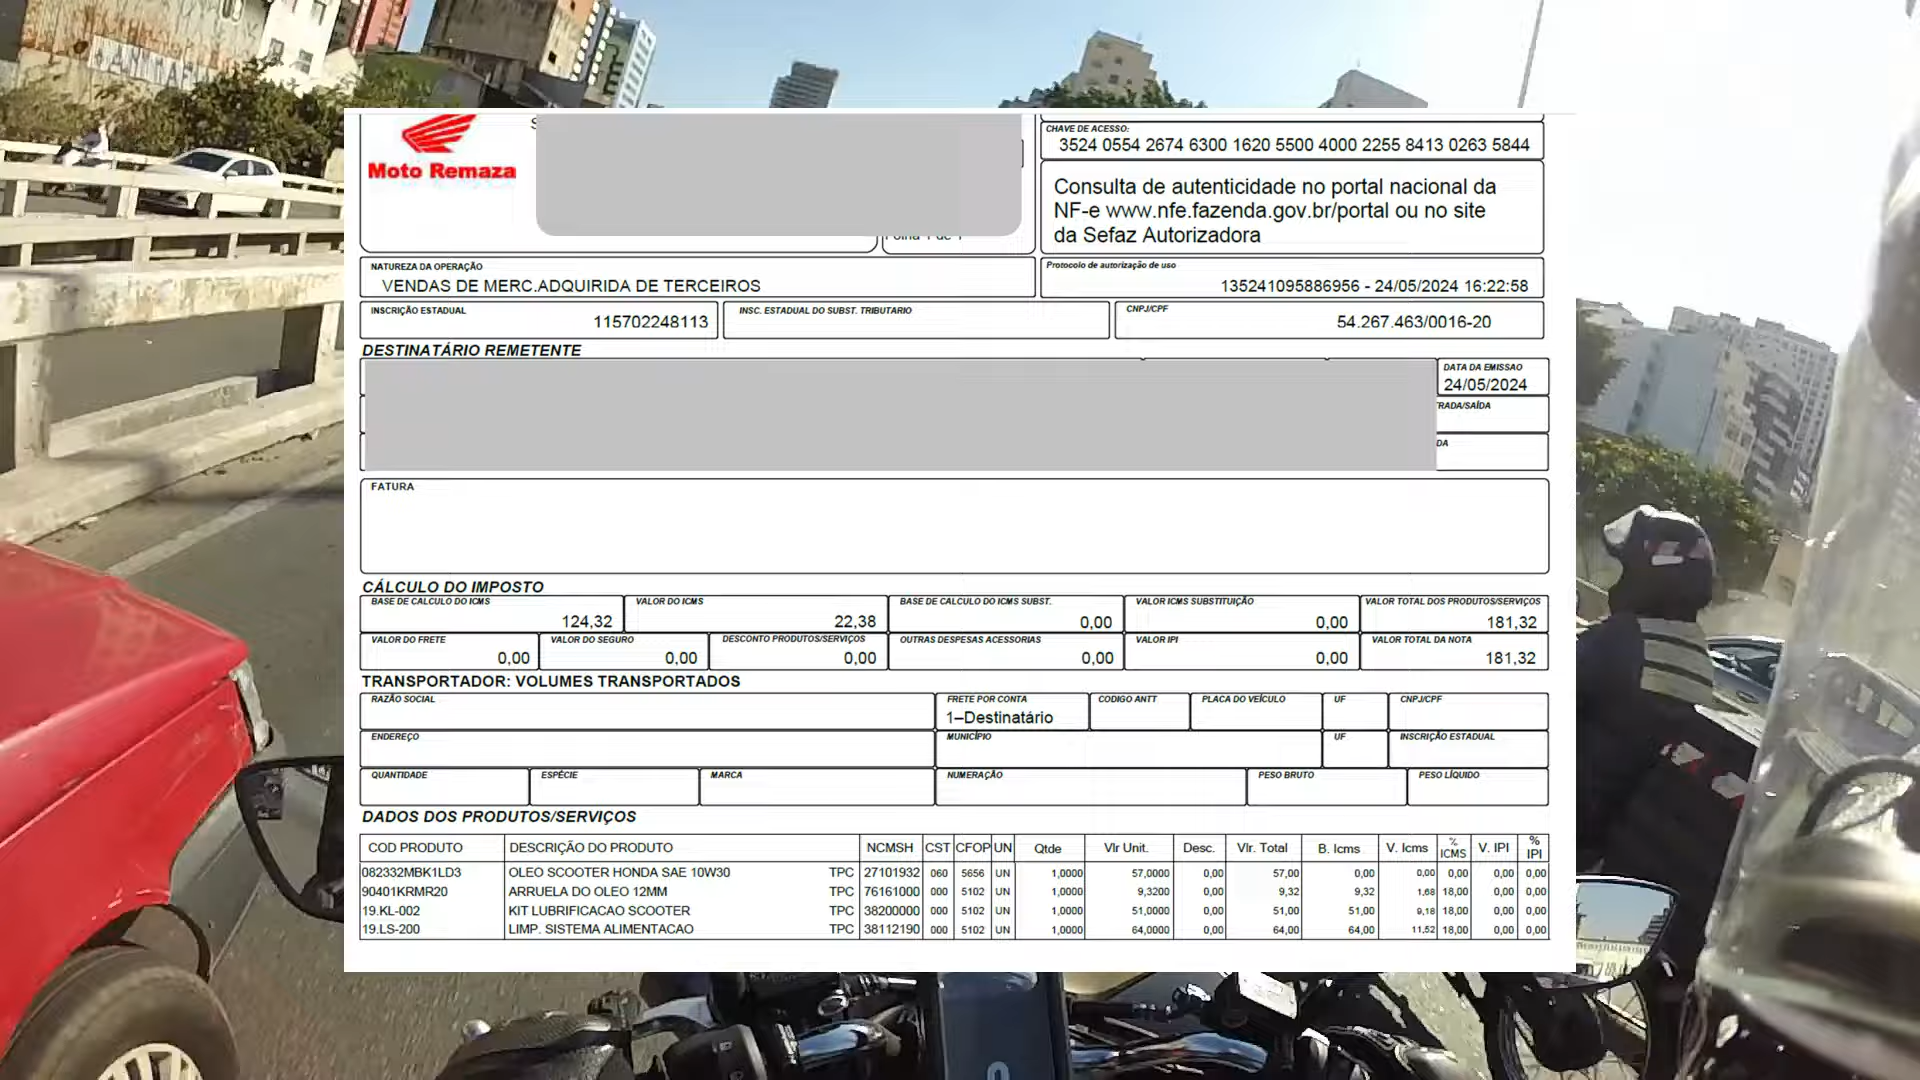 Moto Remaza
CHAVE DE ACESSO:
3524 0554 2674 6300 1620 5500 4000 2255 8413 0263 5844
Consulta de autenticidade no portal nacional da
NF-e www.nfe.fazenda.gov.br/portal ou no site
da Sefaz Autorizadora
NATUREZA DA OPERAÇÃO
VENDAS DE MERC.ADQUIRIDA DE TERCEIROS
Protocolo de autorização de uso
135241095886956 - 24/05/2024 16:22:58
INSCRIÇÃO ESTADUAL
115702248113
INSC. ESTADUAL DO SUBST. TRIBUTARIO
CNPJ/CPF
54.267.463/0016-20
DESTINATÁRIO REMETENTE
DATA DA EMISSAO
24/05/2024
TRADA/SAÍDA
DA
FATURA
CÁLCULO DO IMPOSTO
BASE DE CALCULO DO ICMS
124,32
VALOR DO ICMS
22,38
BASE DE CALCULO DO ICMS SUBST.
0,00
VALOR ICMS SUBSTITUIÇÃO
0,00
VALOR TOTAL DOS PRODUTOS/SERVIÇOS
181,32
VALOR DO FRETE
0,00
VALOR DO SEGURO
0,00
DESCONTO PRODUTOS/SERVIÇOS
0,00
OUTRAS DESPESAS ACESSORIAS
0,00
VALOR IPI
0,00
VALOR TOTAL DA NOTA
181,32
TRANSPORTADOR: VOLUMES TRANSPORTADOS
RAZÃO SOCIAL
FRETE POR CONTA
1–Destinatário
CODIGO ANTT
PLACA DO VEÍCULO
UF
CNPJ/CPF
ENDEREÇO
MUNICÍPIO
UF
INSCRIÇÃO ESTADUAL
QUANTIDADE
ESPÉCIE
MARCA
NUMERAÇÃO
PESO BRUTO
PESO LÍQUIDO
DADOS DOS PRODUTOS/SERVIÇOS
COD PRODUTO DESCRIÇÃO DO PRODUTO NCMSH CST CFOP UN Qtde Vlr Unit. Desc. Vlr. Total B. Icms V. Icms % ICMS V. IPI % IPI
082332MBK1LD3 OLEO SCOOTER HONDA SAE 10W30 TPC 27101932 060 5656 UN 1,0000 57,0000 0,00 57,00 0,00 0,00 0,00 0,00 0,00
90401KRMR20 ARRUELA DO OLEO 12MM TPC 76161000 000 5102 UN 1,0000 9,3200 0,00 9,32 9,32 1,68 18,00 0,00 0,00
19.KL-002 KIT LUBRIFICACAO SCOOTER TPC 38200000 000 5102 UN 1,0000 51,0000 0,00 51,00 51,00 9,18 18,00 0,00 0,00
19.LS-200 LIMP. SISTEMA ALIMENTACAO TPC 38112190 000 5102 UN 1,0000 64,0000 0,00 64,00 64,00 11,52 18,00 0,00 0,00